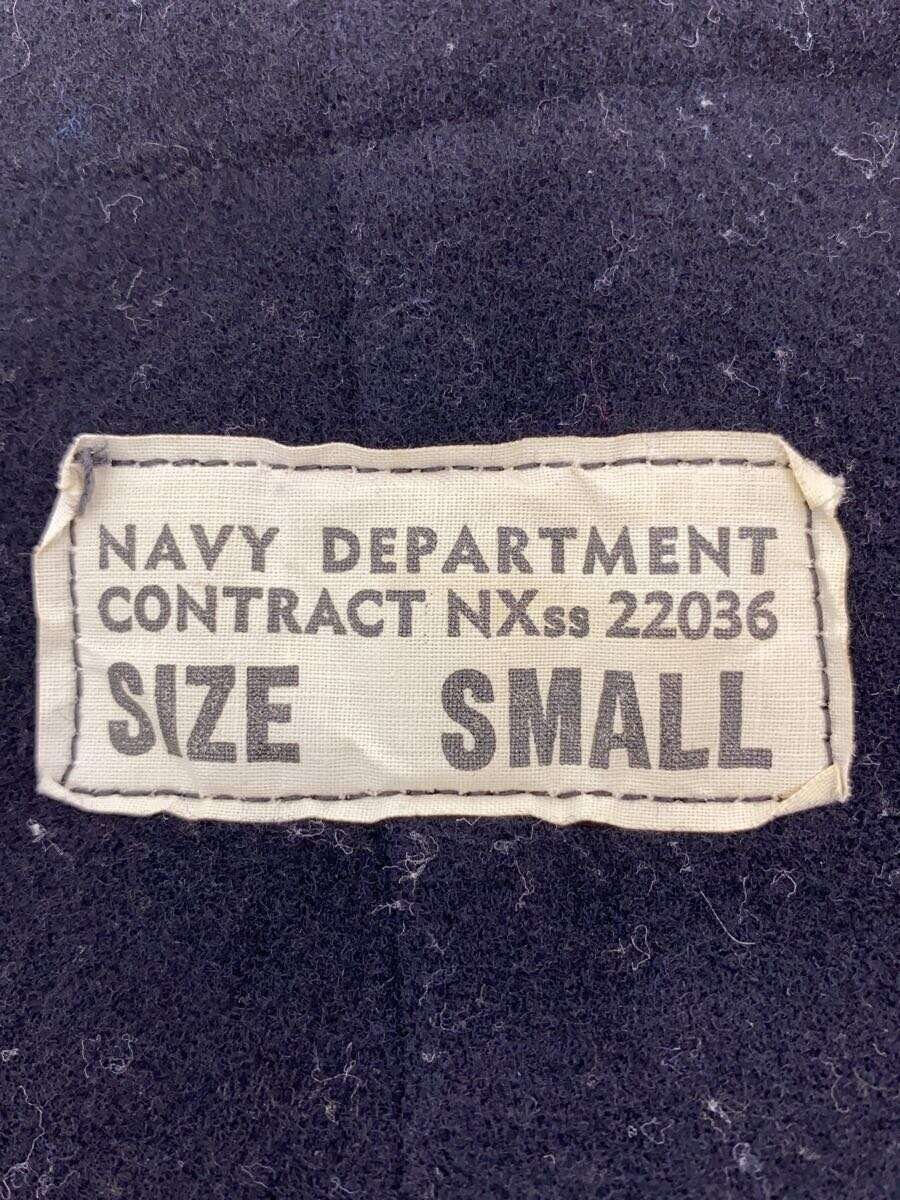 NAVY DEPARTMENT
CONTRACT NXss 22036
SIZE SMALL